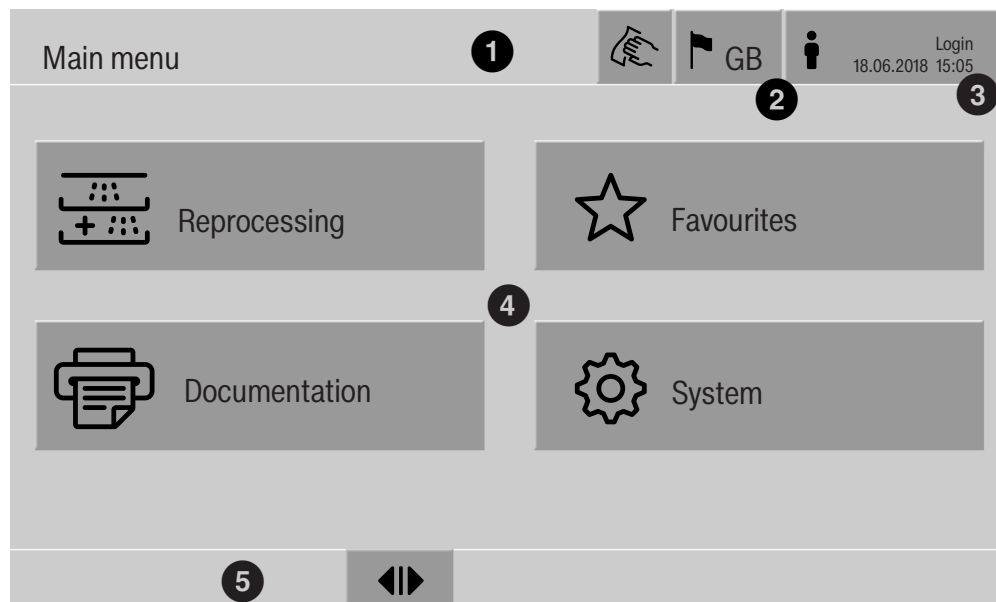 Main menu
1
GB
Login
18.06.2018 15:05
2
3
Reprocessing
Favourites
4
Documentation
System
5